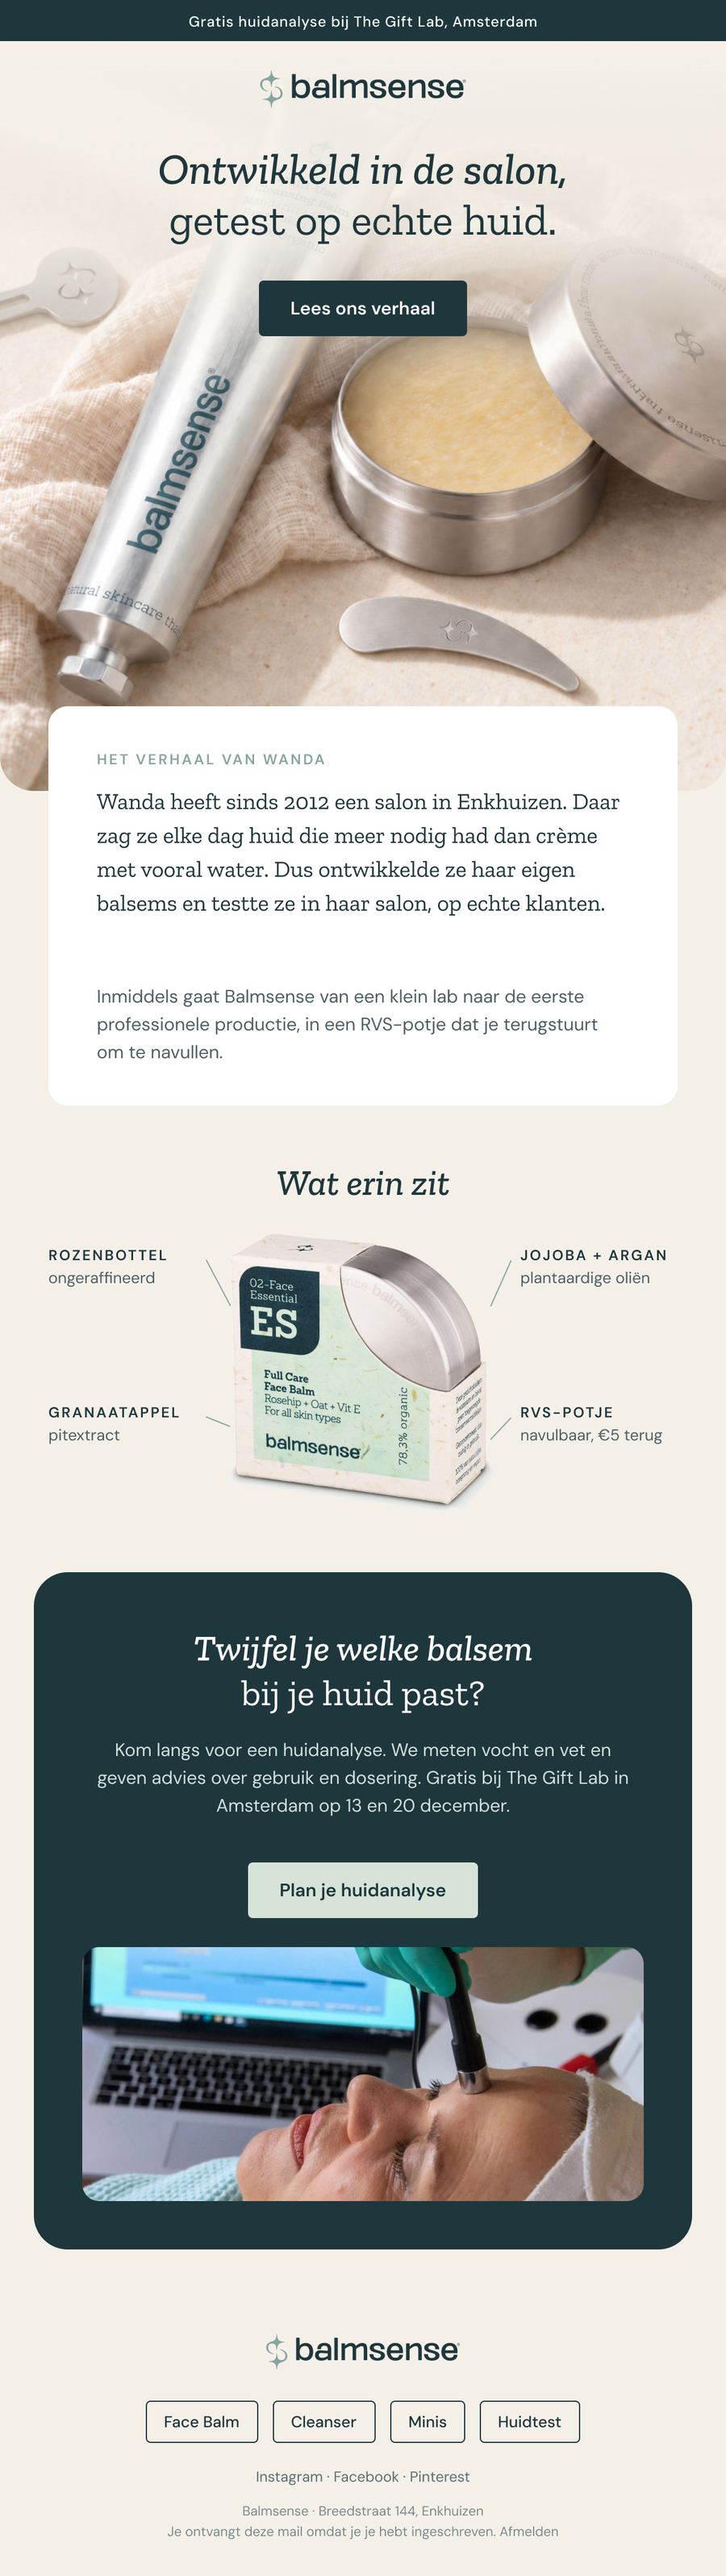 Gratis huidanalyse bij The Gift Lab, Amsterdam
balmsense
Ontwikkeld in de salon,
getest op echte huid.
Lees ons verhaal
balmsense
natural skincare that
HET VERHAAL VAN WANDA
Wanda heeft sinds 2012 een salon in Enkhuizen. Daar
zag ze elke dag huid die meer nodig had dan crème
met vooral water. Dus ontwikkelde ze haar eigen
balsems en testte ze in haar salon, op echte klanten.
Inmiddels gaat Balmsense van een klein lab naar de eerste
professionele productie, in een RVS-potje dat je terugstuurt
om te navullen.
Wat erin zit
ROZENBOTTEL
ongeraffineerd
JOJOBA + ARGAN
plantaardige oliën
GRANAATAPPEL
pitextract
RVS-POTJE
navulbaar, €5 terug
02-Face
Essential
ES
Full Care
Face Balm
Rosehip + Oat + Vit E
For all skin types
balmsense
78,3% organic
Twijfel je welke balsem
bij je huid past?
Kom langs voor een huidanalyse. We meten vocht en vet en
geven advies over gebruik en dosering. Gratis bij The Gift Lab in
Amsterdam op 13 en 20 december.
Plan je huidanalyse
balmsense
Face Balm
Cleanser
Minis
Huidtest
Instagram · Facebook · Pinterest
Balmsense · Breedstraat 144, Enkhuizen
Je ontvangt deze mail omdat je je hebt ingeschreven. Afmelden